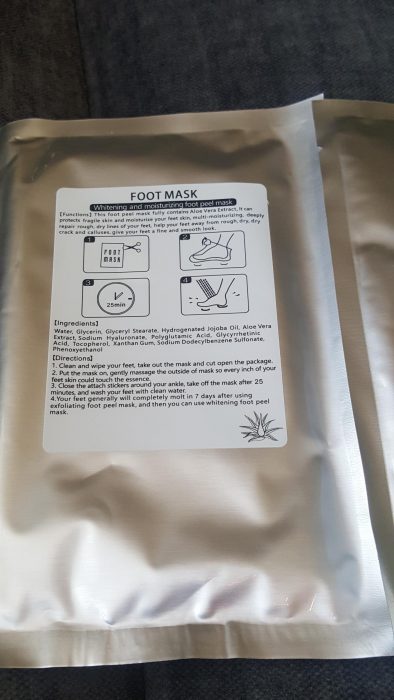 FOOT MASK
Whitening and moisturizing foot peel mask
[Functions] This foot peel mask fully contains Aloe Vera Extract, it can
protects fragile skin and moisturise your feet skin, multi-moisturizing, deeply
repair rough, dry lines of your feet, help your feet away from rough, dry, dry
crack and calluses, give your feet a fine and smooth look.
1
FOOT
MASK
2
3
25min
4
[Ingredients]
Water, Glycerin, Glyceryl Stearate, Hydrogenated Jojoba Oil, Aloe Vera
Extract, Sodium Hyaluronate, Polyglutamic Acid, Glycyrrhetinic
Acid, Tocopherol, Xanthan Gum, Sodium Dodecylbenzene Sulfonate,
Phenoxyethanol
[Directions]
1. Clean and wipe your feet, take out the mask and cut open the package.
2. Put the mask on, gently massage the outside of mask so every inch of your
feet skin could touch the essence.
3. Close the attach stickers around your ankle, take off the mask after 25
minutes, and wash your feet with clean water.
4.Your feet generally will completely molt in 7 days after using
exfoliating foot peel mask, and then you can use whitening foot peel
mask.